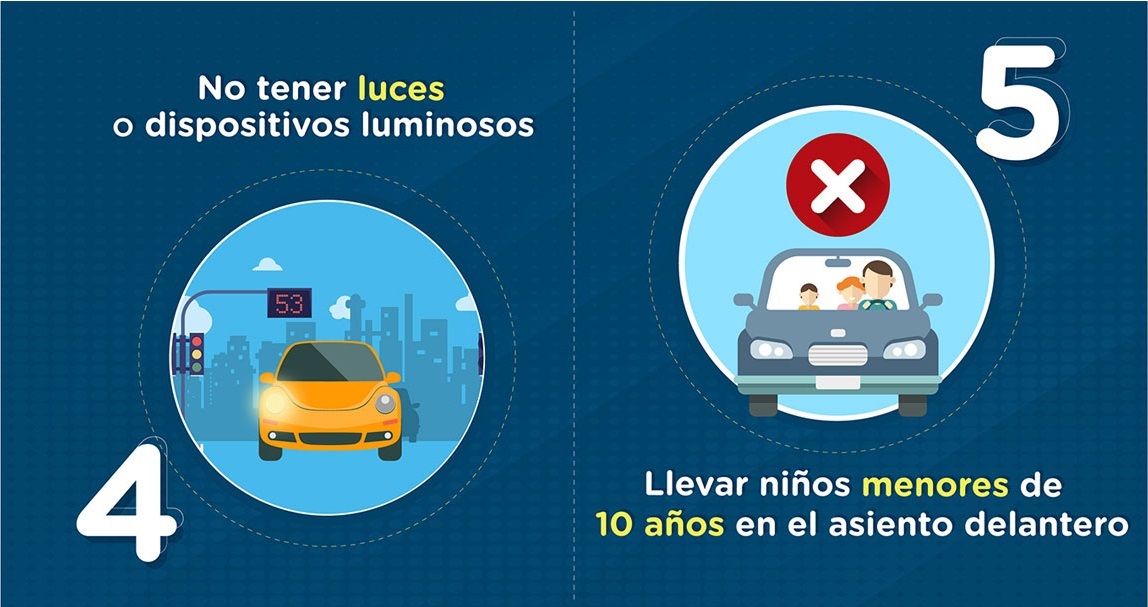 No tener luces
o dispositivos luminosos
53
4
5
Llevar niños menores de
10 años en el asiento delantero